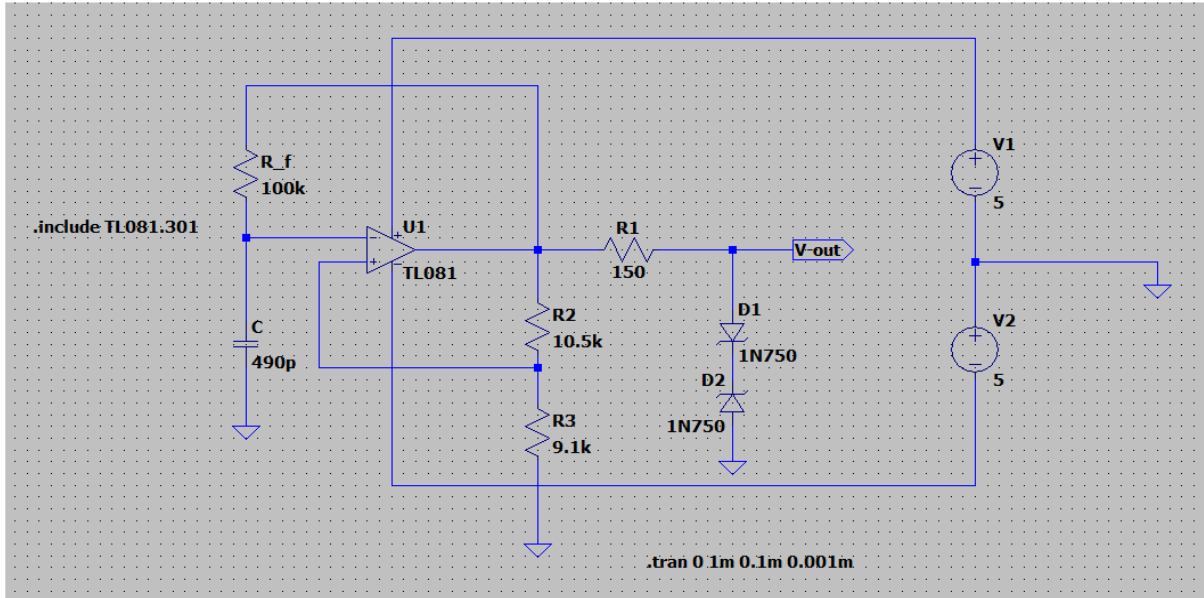 V1
5
R_f
100k
.include TL081.301
U1
+
−
+
−
TL081
R1
150
V-out
+
−
C
490p
R2
10.5k
D1
1N750
V2
5
+
−
D2
1N750
R3
9.1k
.tran 0 1m 0.1m 0.001m